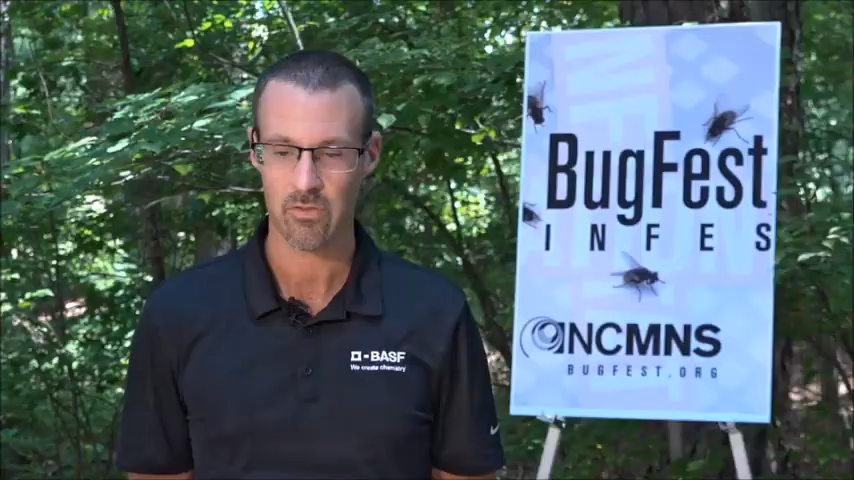 BugFest
INFES
NCMNS
BUGFEST.ORG
BASF
We create chemistry